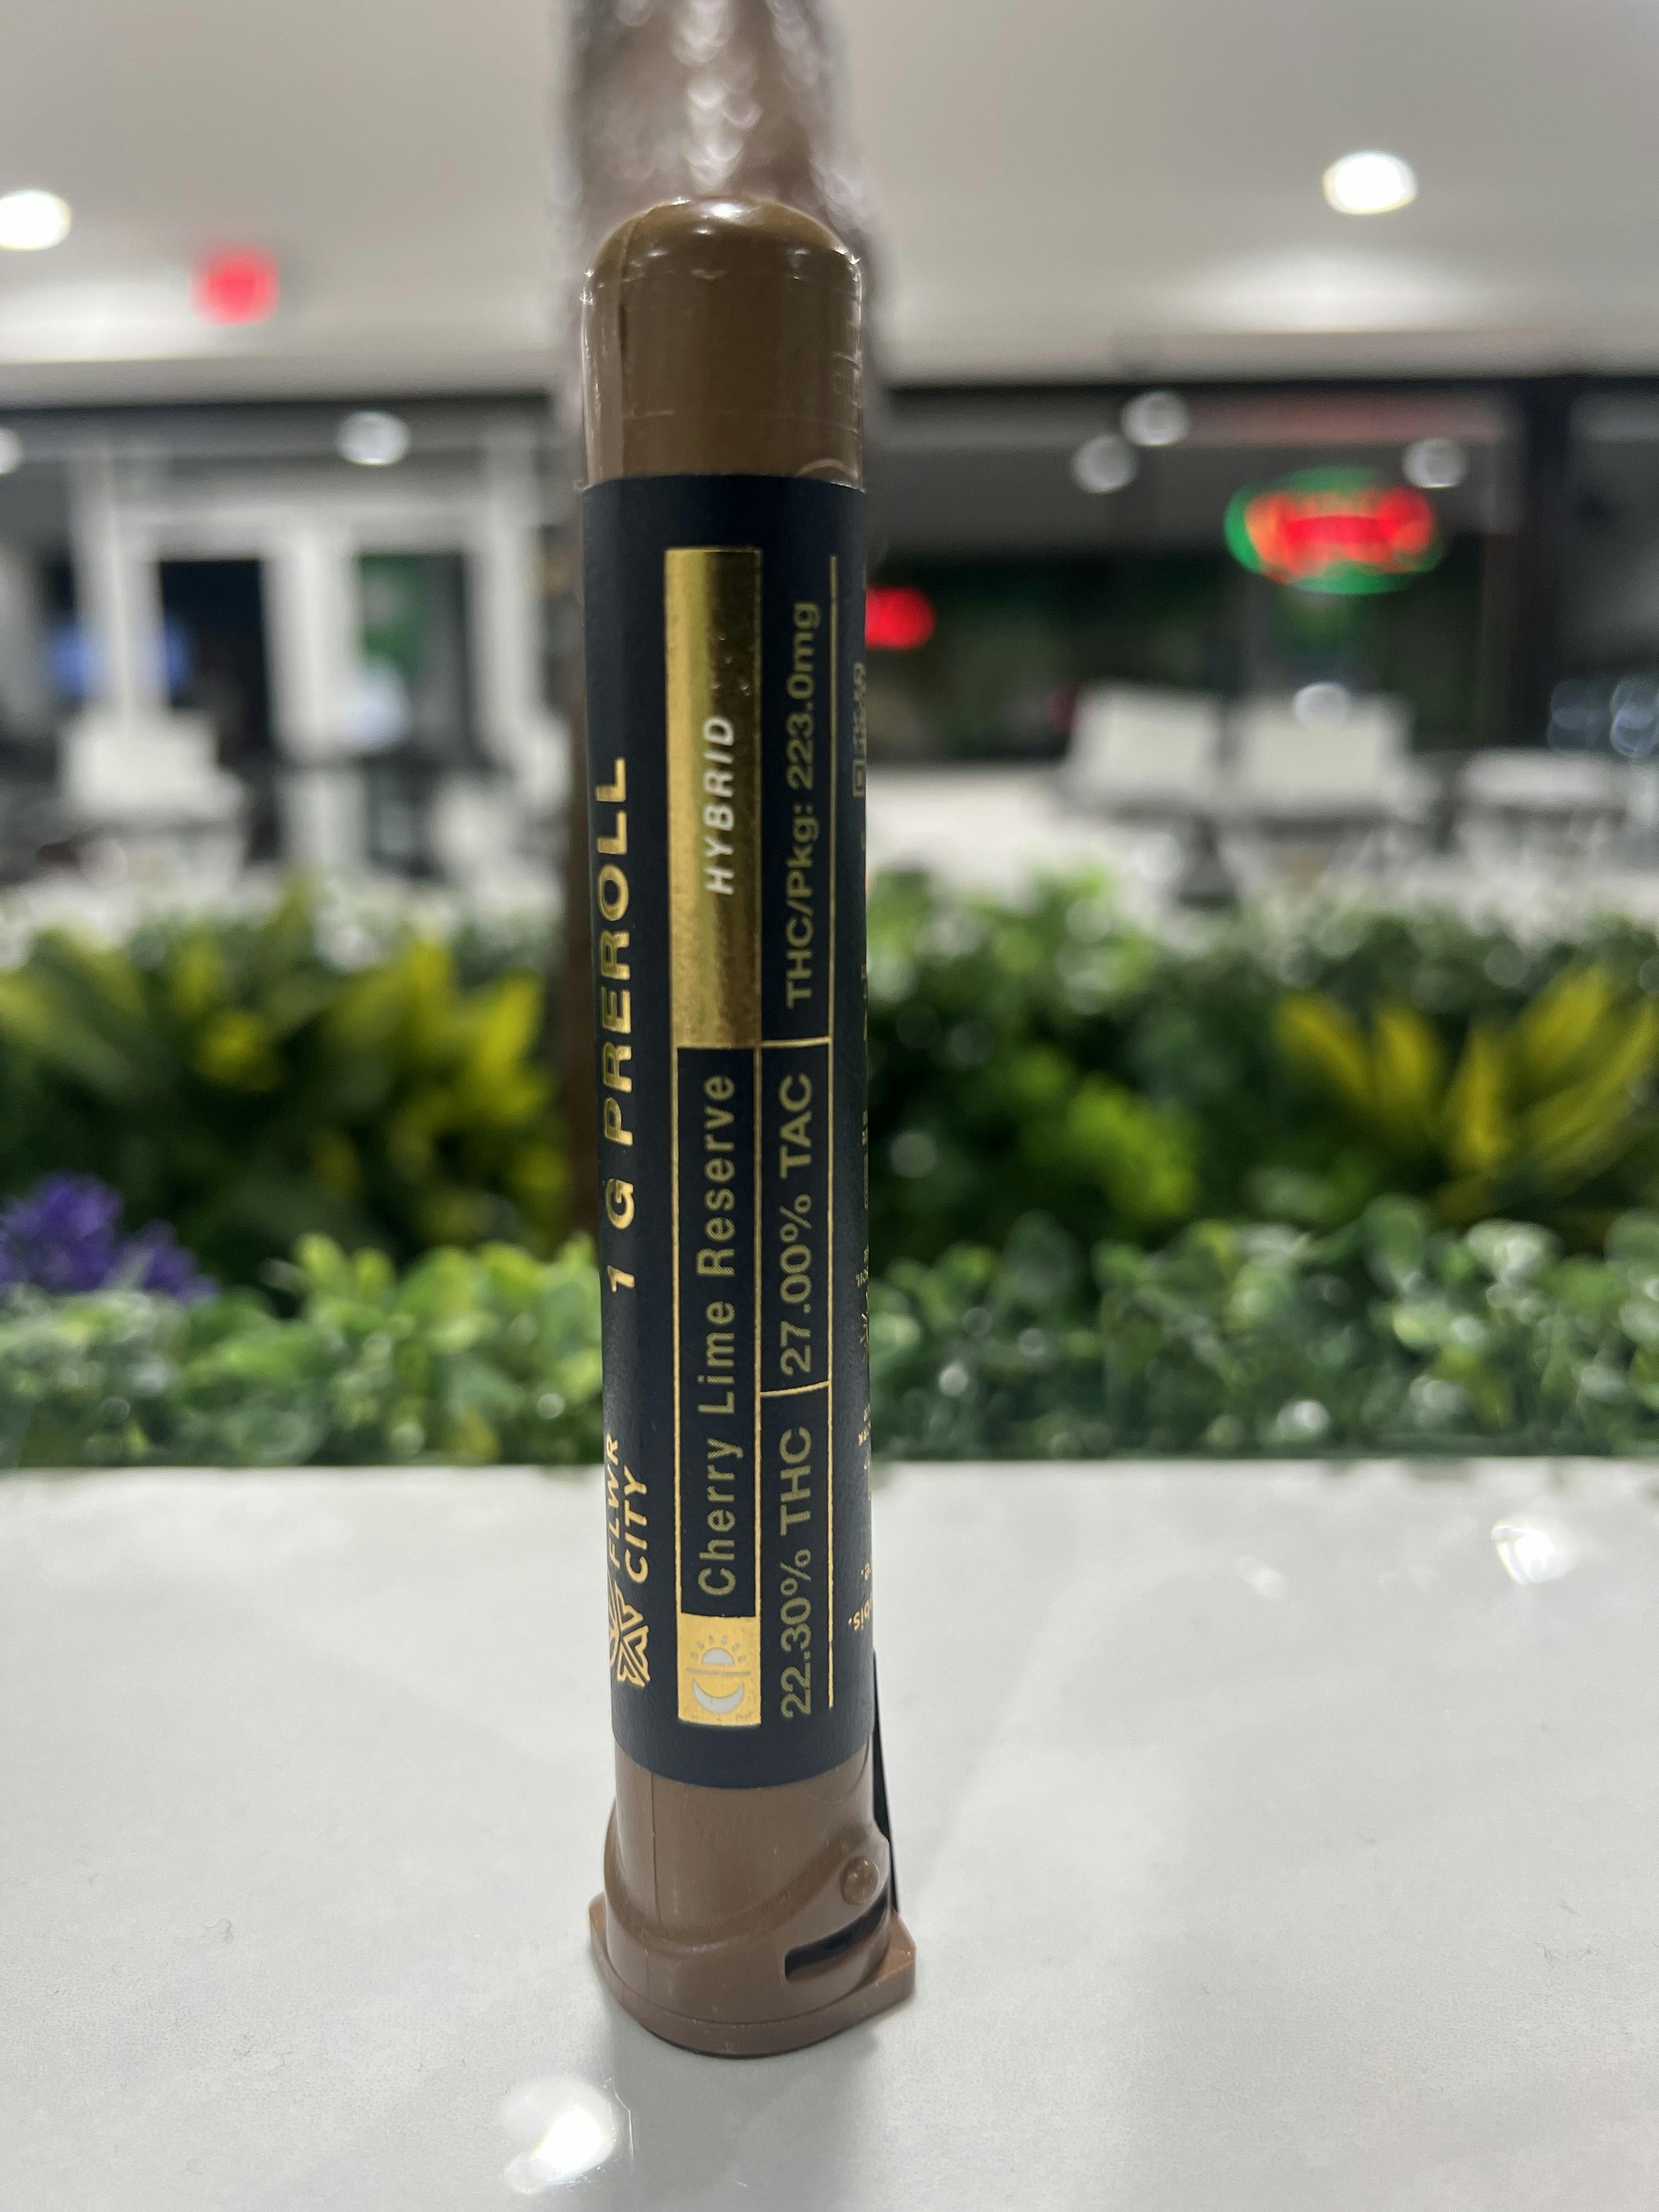 FLWR
CITY
1 G PREROLL
Cherry Lime Reserve
HYBRID
22.30% THC
27.00% TAC
THC/Pkg: 223.0mg